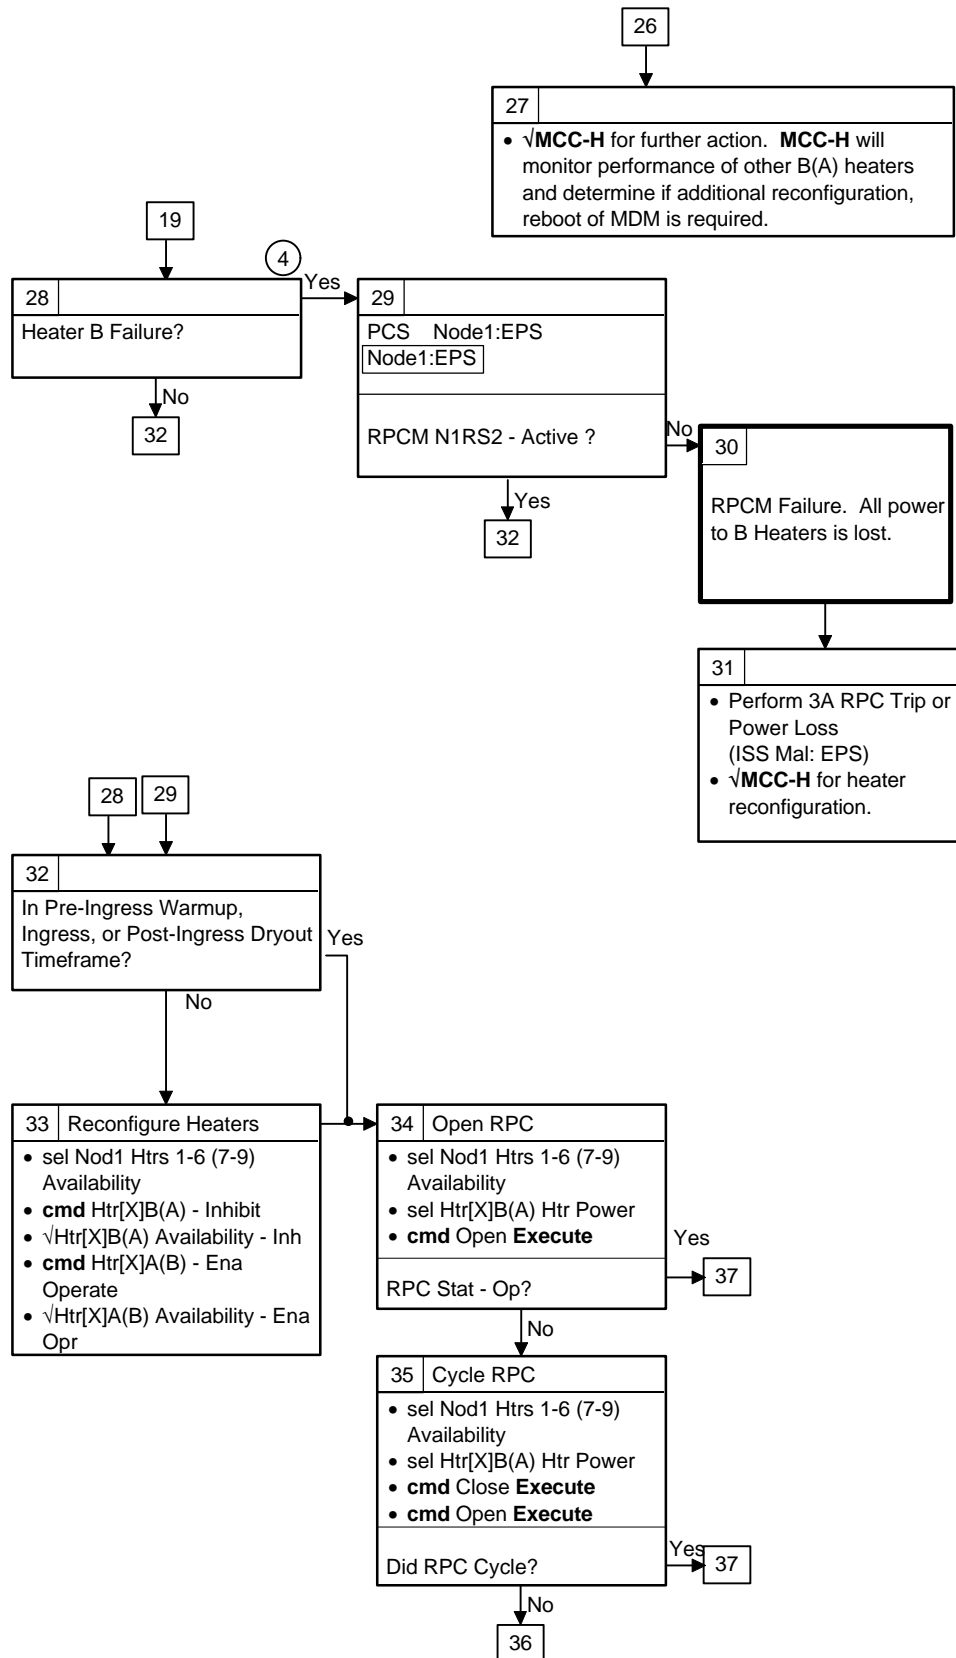 26
27
• √MCC-H for further action. MCC-H will
monitor performance of other B(A) heaters
and determine if additional reconfiguration,
reboot of MDM is required.
19
4
28
Heater B Failure?
Yes
No
32
29
PCS Node1:EPS
Node1:EPS
RPCM N1RS2 - Active ?
No
Yes
32
30
RPCM Failure. All power
to B Heaters is lost.
31
• Perform 3A RPC Trip or
Power Loss
(ISS Mal: EPS)
• √MCC-H for heater
reconfiguration.
28
29
32
In Pre-Ingress Warmup,
Ingress, or Post-Ingress Dryout
Timeframe?
Yes
No
33 Reconfigure Heaters
• sel Nod1 Htrs 1-6 (7-9)
Availability
• cmd Htr[X]B(A) - Inhibit
• √Htr[X]B(A) Availability - Inh
• cmd Htr[X]A(B) - Ena
Operate
• √Htr[X]A(B) Availability - Ena
Opr
34 Open RPC
• sel Nod1 Htrs 1-6 (7-9)
Availability
• sel Htr[X]B(A) Htr Power
• cmd Open Execute
RPC Stat - Op?
Yes
37
No
35 Cycle RPC
• sel Nod1 Htrs 1-6 (7-9)
Availability
• sel Htr[X]B(A) Htr Power
• cmd Close Execute
• cmd Open Execute
Did RPC Cycle?
Yes
37
No
36